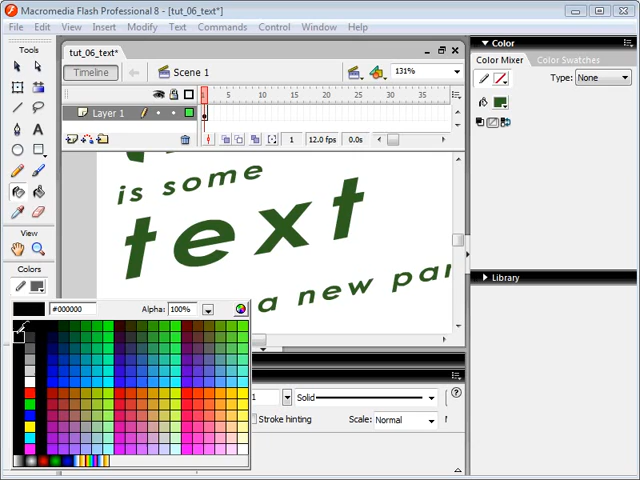 Macromedia Flash Professional 8 - [tut_06_text*]
File Edit View Insert Modify Text Commands Control Window Help
Tools
tut_06_text*
Timeline
Scene 1
131%
Layer 1
1 5 10 15 20 25 30 35
1 12.0 fps 0.0s
is some
text
a new par
View
Colors
#000000 Alpha: 100%
1 Solid
Stroke hinting Scale: Normal
Color
Color Mixer Color Swatches
Type: None
Library